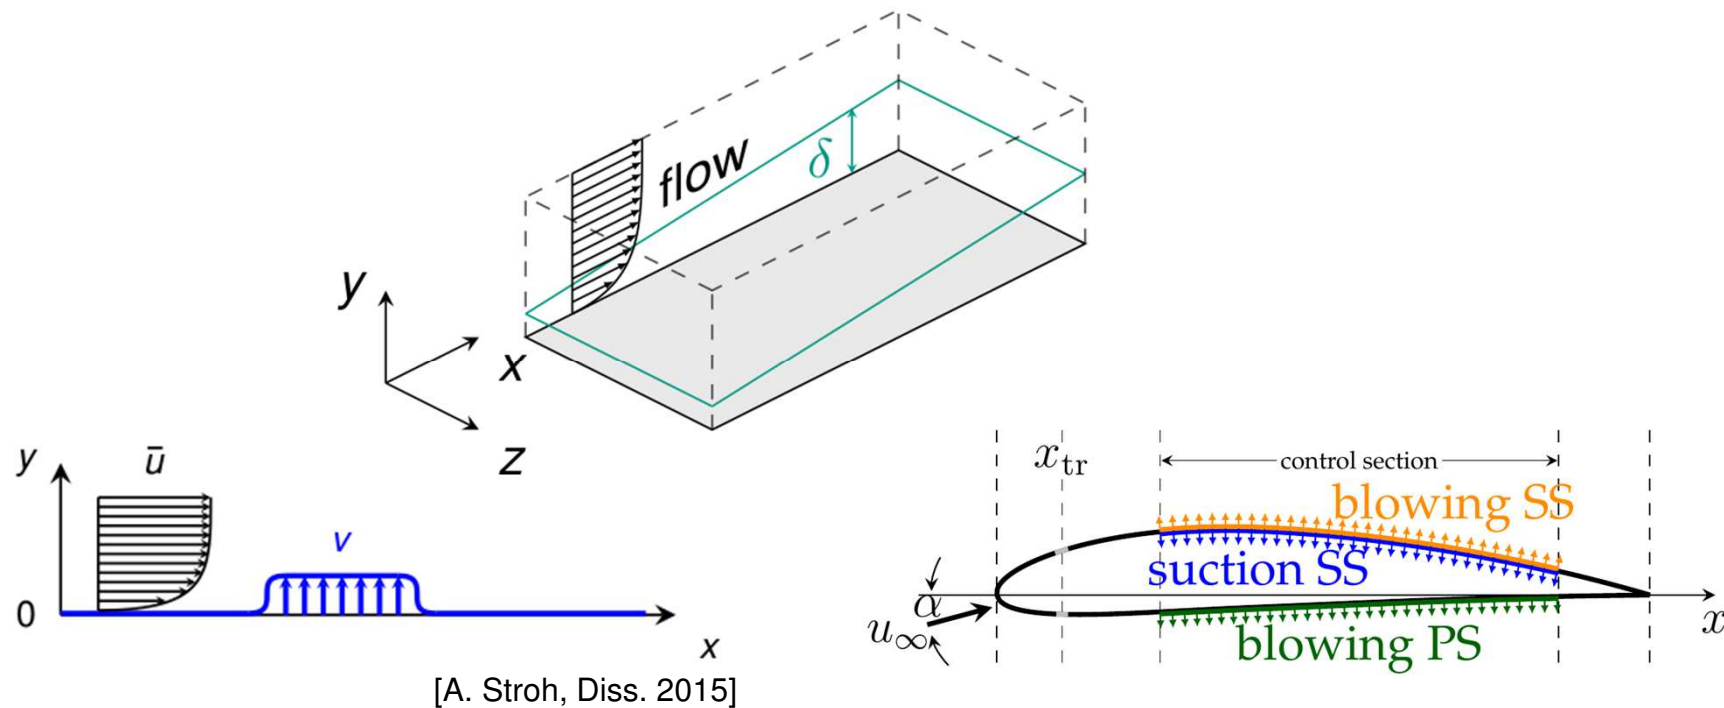 flow
δ
y
x
z
y
ū
v
0
x
[A. Stroh, Diss. 2015]
x_tr
control section
blowing SS
suction SS
α
u_∞
x
blowing PS